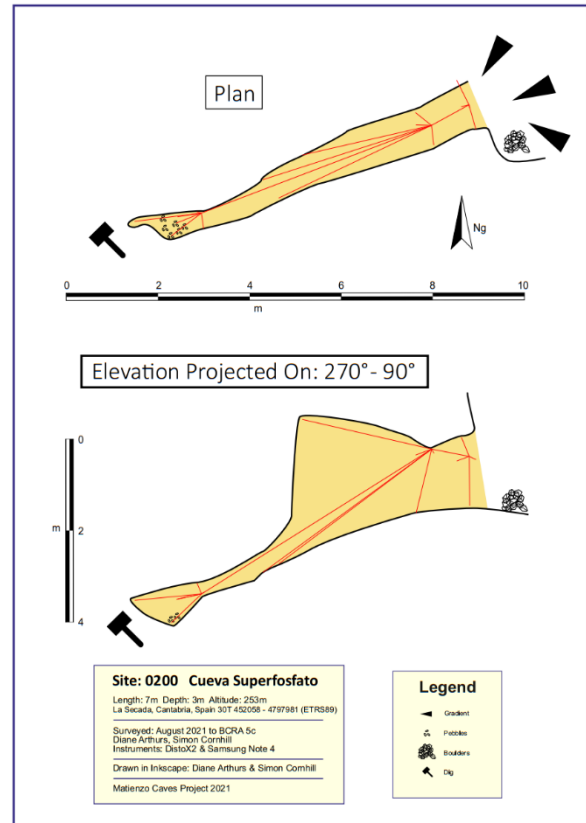 Plan
Ng
0 2 4 6 8 10
m
Elevation Projected On: 270°- 90°
0
m
2
4
Site: 0200 Cueva Superfosfato
Length: 7m Depth: 3m Altitude: 253m
La Secada, Cantabria, Spain 30T 452058 - 4797981 (ETRS89)
Surveyed: August 2021 to BCRA 5c
Diane Arthurs, Simon Cornhill
Instruments: DistoX2 & Samsung Note 4
Drawn in Inkscape: Diane Arthurs & Simon Cornhill
Matienzo Caves Project 2021
Legend
Gradient
Pebbles
Boulders
Dig